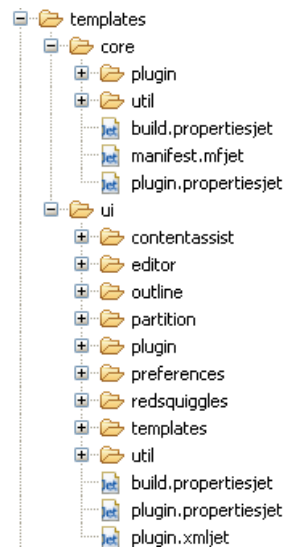 templates
core
plugin
util
build.propertiesjet
manifest.mfjet
plugin.propertiesjet
ui
contentassist
editor
outline
partition
plugin
preferences
redsquiggles
templates
util
build.propertiesjet
plugin.propertiesjet
plugin.xmljet